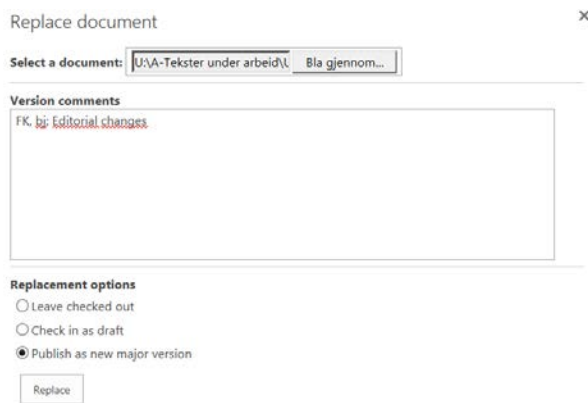 Replace document
Select a document: U:\A-Tekster under arbeid\U Bla gjennom...
Version comments
FK, bj: Editorial changes
Replacement options
Leave checked out
Check in as draft
Publish as new major version
Replace